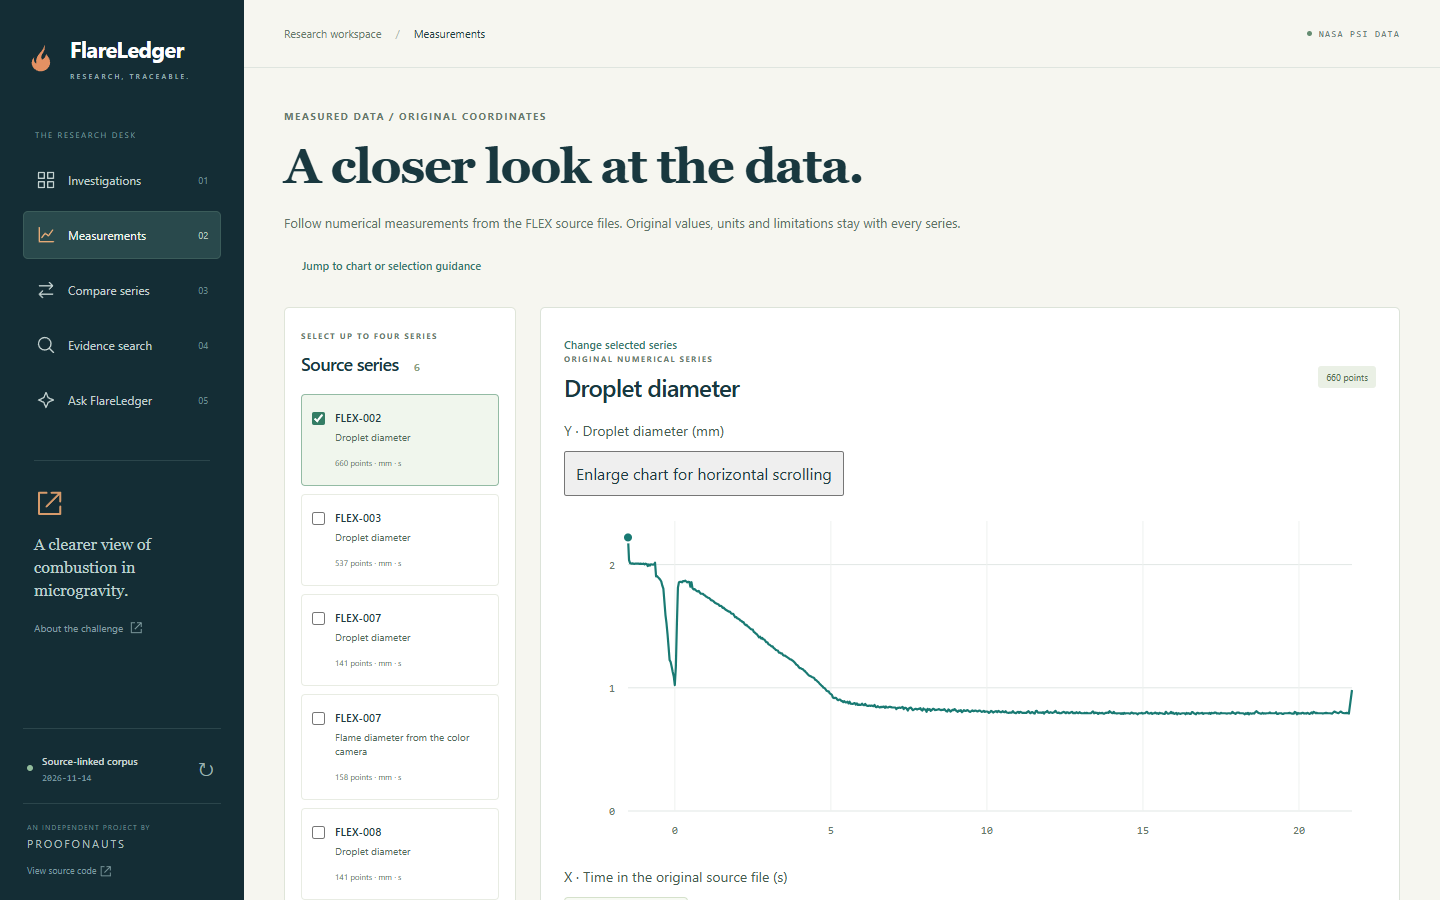 FlareLedger
RESEARCH, TRACEABLE.
THE RESEARCH DESK
Investigations 01
Measurements 02
Compare series 03
Evidence search 04
Ask FlareLedger 05
A clearer view of
combustion in
microgravity.
About the challenge
Source-linked corpus
2026-11-14
AN INDEPENDENT PROJECT BY
PROOFONAUTS
View source code
Research workspace / Measurements
NASA PSI DATA
MEASURED DATA / ORIGINAL COORDINATES
A closer look at the data.
Follow numerical measurements from the FLEX source files. Original values, units and limitations stay with every series.
Jump to chart or selection guidance
SELECT UP TO FOUR SERIES
Source series 6
FLEX-002
Droplet diameter
660 points · mm · s
FLEX-003
Droplet diameter
537 points · mm · s
FLEX-007
Droplet diameter
141 points · mm · s
FLEX-007
Flame diameter from the color
camera
158 points · mm · s
FLEX-008
Droplet diameter
141 points · mm · s
Change selected series
ORIGINAL NUMERICAL SERIES
Droplet diameter
660 points
Y · Droplet diameter (mm)
Enlarge chart for horizontal scrolling
2
1
0
0 5 10 15 20
X · Time in the original source file (s)